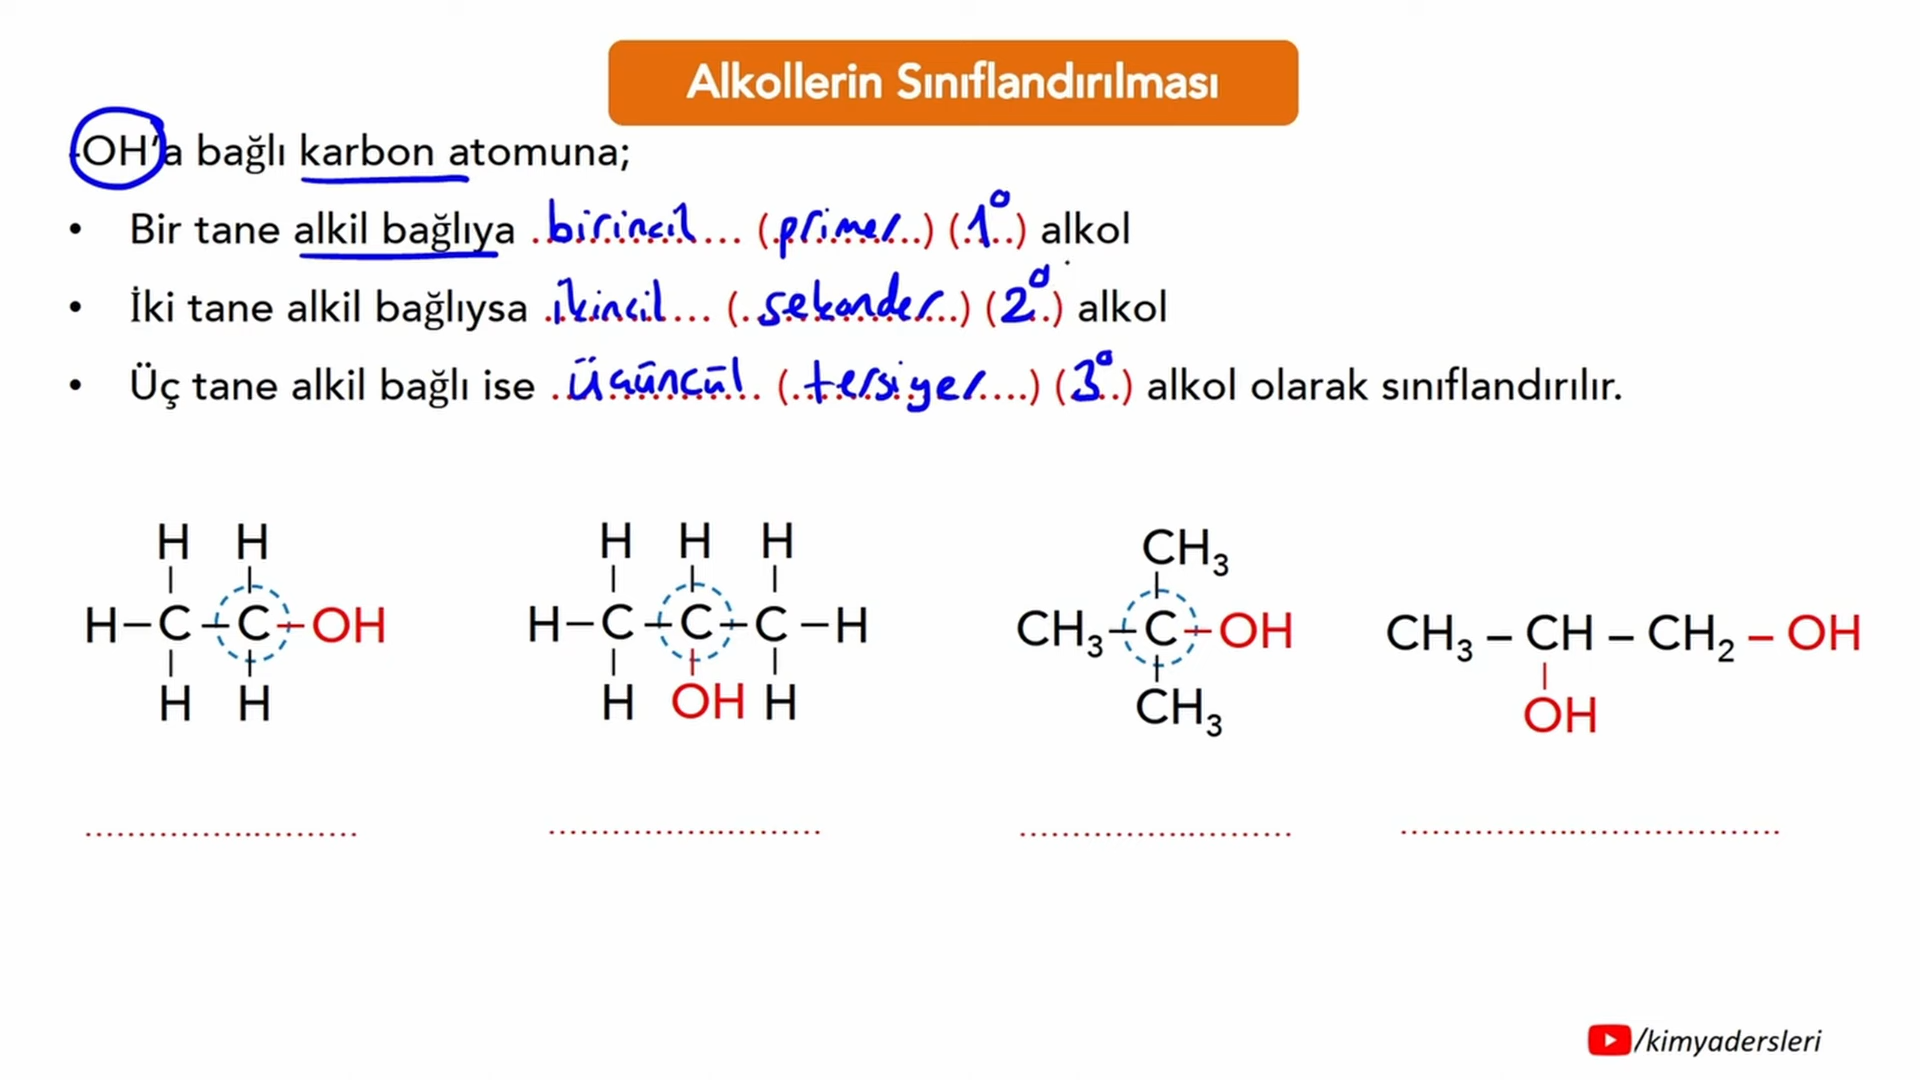 Alkollerin Sınıflandırılması
-OH'a bağlı karbon atomuna;
• Bir tane alkil bağlıya birincil (primer) (1°) alkol
• İki tane alkil bağlıysa ikincil (sekonder) (2°) alkol
• Üç tane alkil bağlı ise üçüncül (tersiyer) (3°) alkol olarak sınıflandırılır.
H H H H H CH₃
H–C–C–OH H–C–C–C–H CH₃–C–OH CH₃–CH–CH₂–OH
H H H OH H CH₃ OH
/kimyadersleri